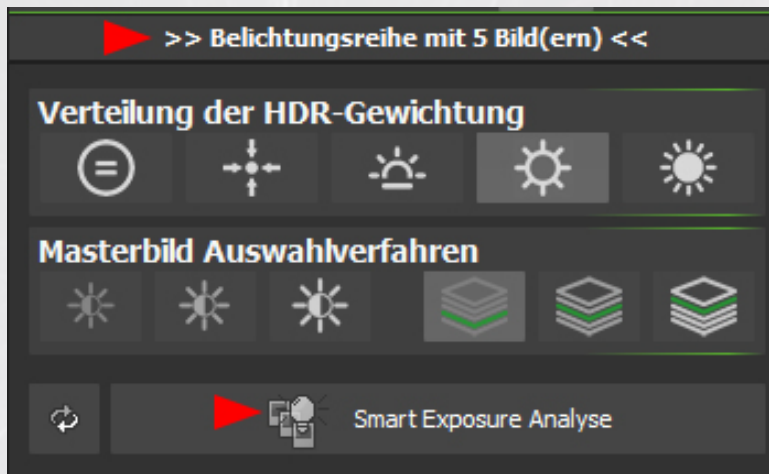 >> Belichtungsreihe mit 5 Bild(ern) <<
Verteilung der HDR-Gewichtung
Masterbild Auswahlverfahren
Smart Exposure Analyse